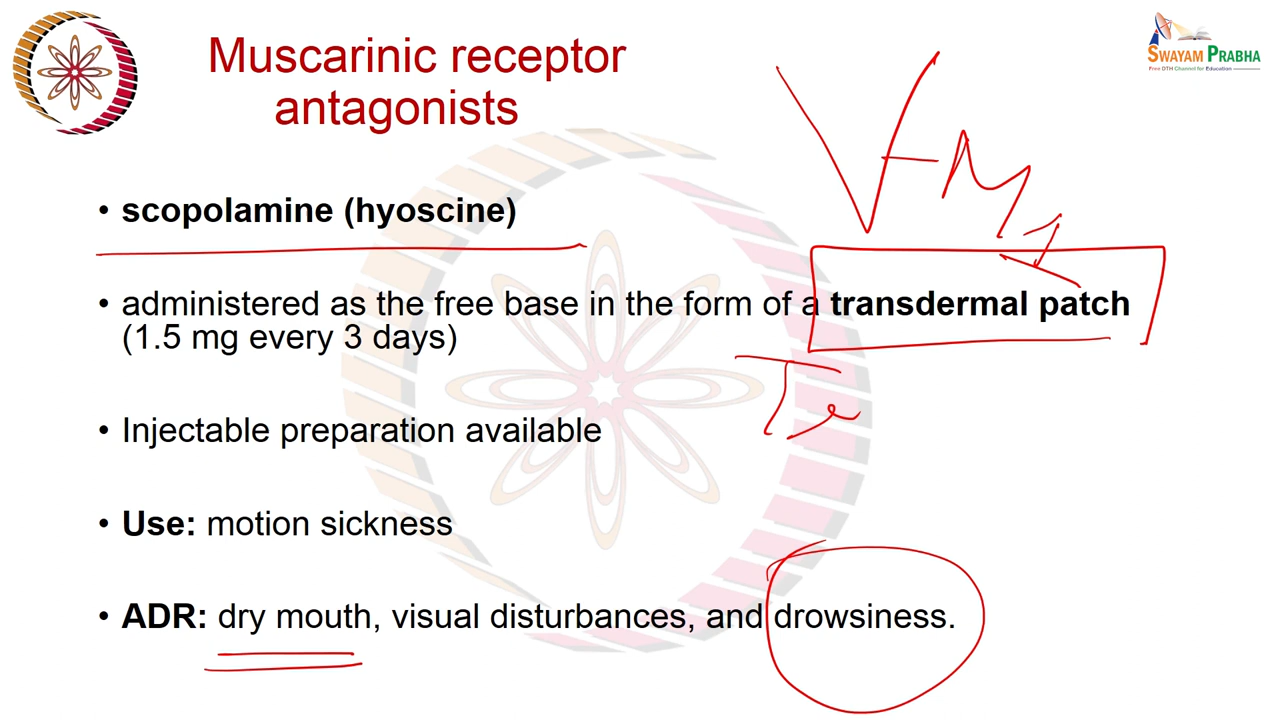 Muscarinic receptor
antagonists
SWAYAM PRABHA
Free DTH Channel for Education
• scopolamine (hyoscine)
• administered as the free base in the form of a transdermal patch
(1.5 mg every 3 days)
• Injectable preparation available
• Use: motion sickness
• ADR: dry mouth, visual disturbances, and drowsiness.